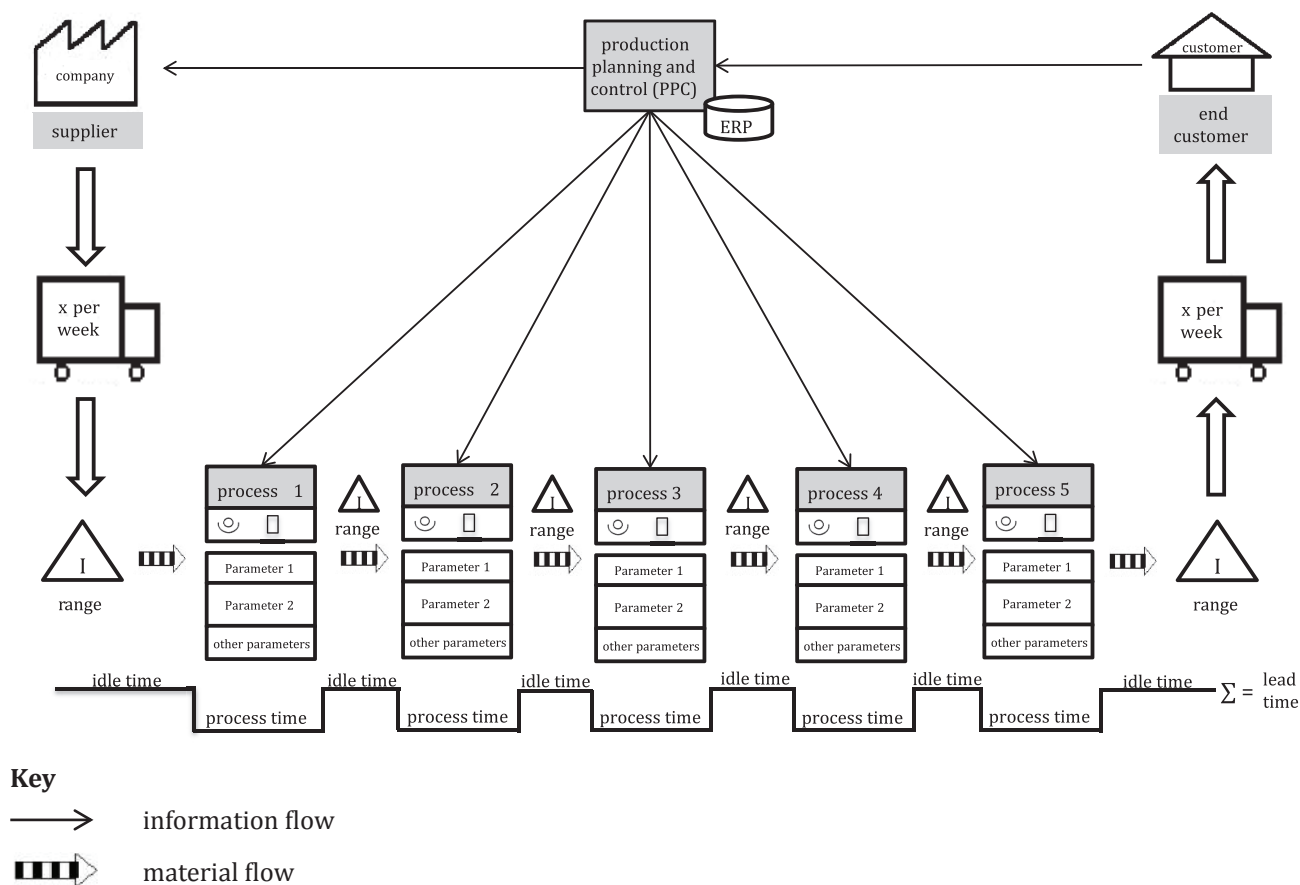 company
supplier
production
planning and
control (PPC)
ERP
customer
end
customer
x per
week
x per
week
process 1
process 2
process 3
process 4
process 5
I
range
I
range
I
range
I
range
I
range
I
range
Parameter 1
Parameter 2
other parameters
Parameter 1
Parameter 2
other parameters
Parameter 1
Parameter 2
other parameters
Parameter 1
Parameter 2
other parameters
Parameter 1
Parameter 2
other parameters
idle time
process time
idle time
process time
idle time
process time
idle time
process time
idle time
process time
idle time
∑ = lead
time
Key
information flow
material flow